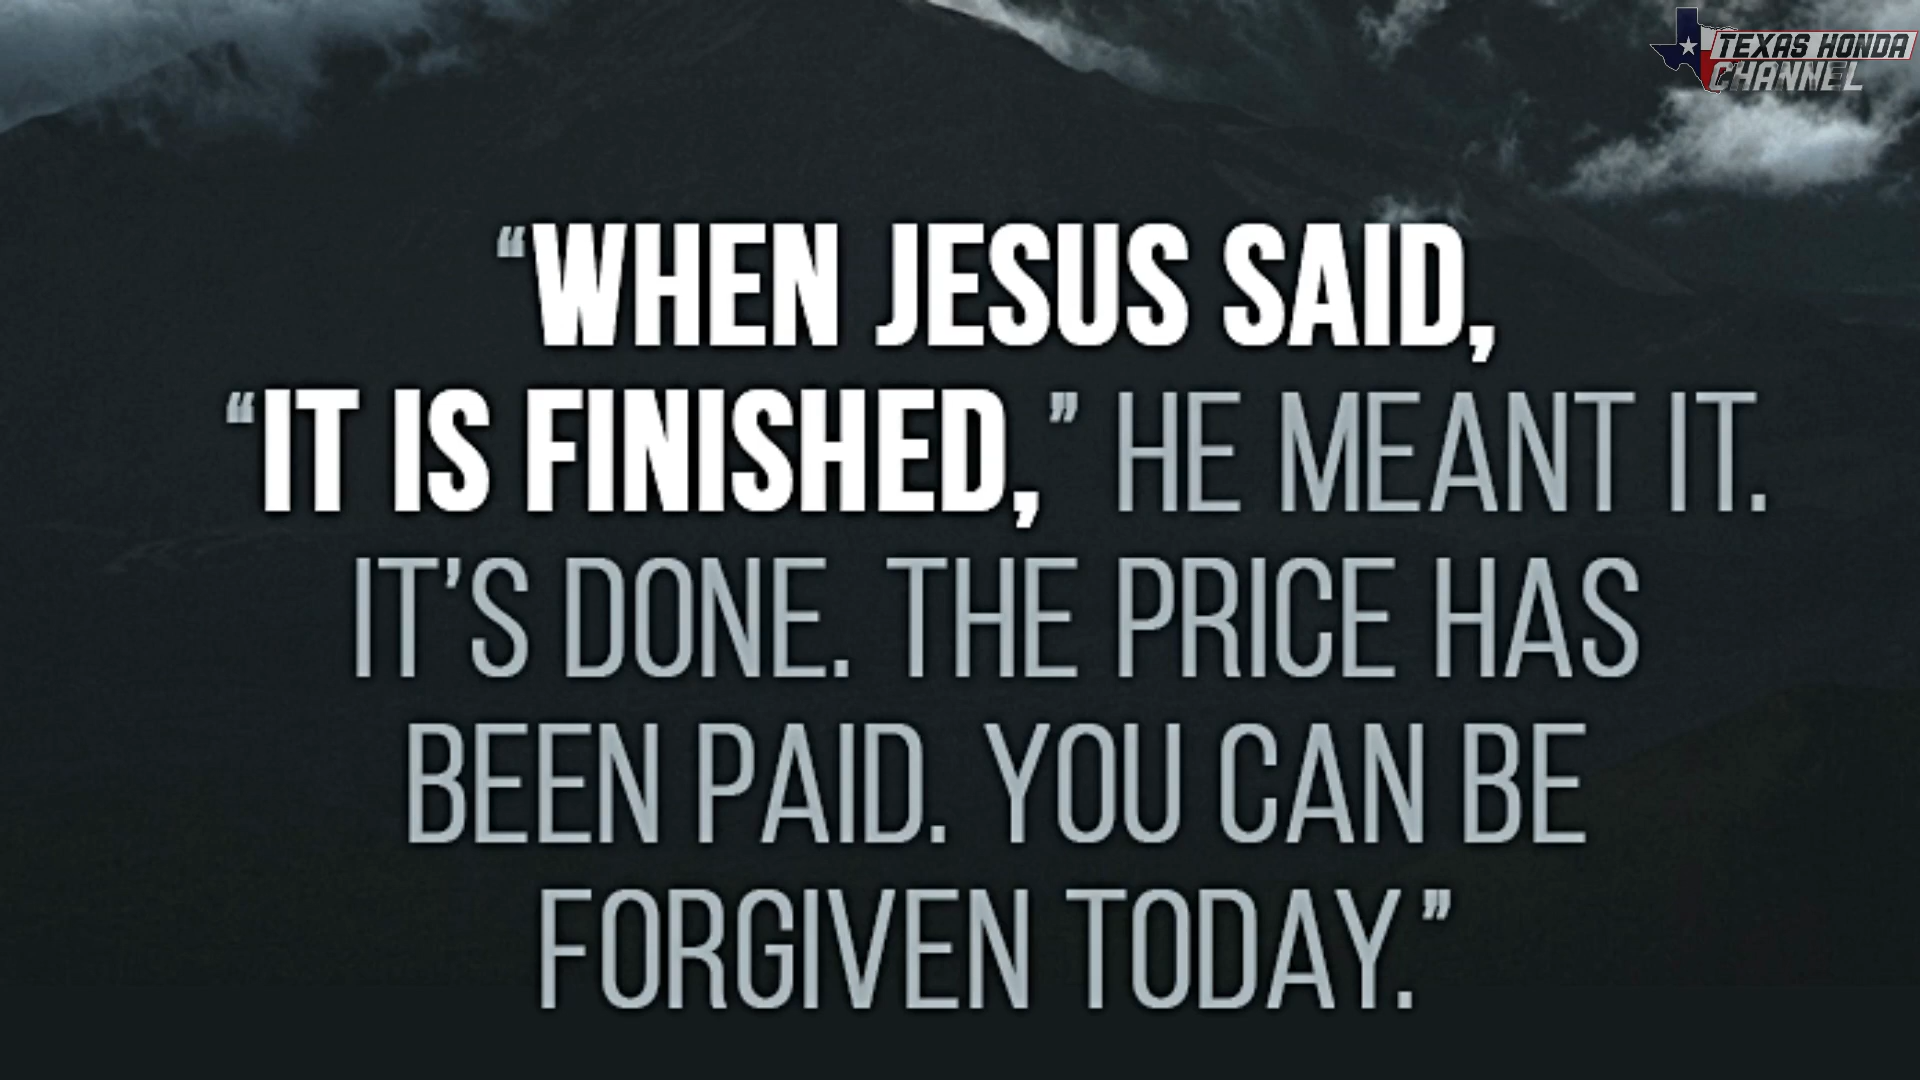 TEXAS HONDA
CHANNEL
“WHEN JESUS SAID,
“IT IS FINISHED,” HE MEANT IT.
IT’S DONE. THE PRICE HAS
BEEN PAID. YOU CAN BE
FORGIVEN TODAY.”